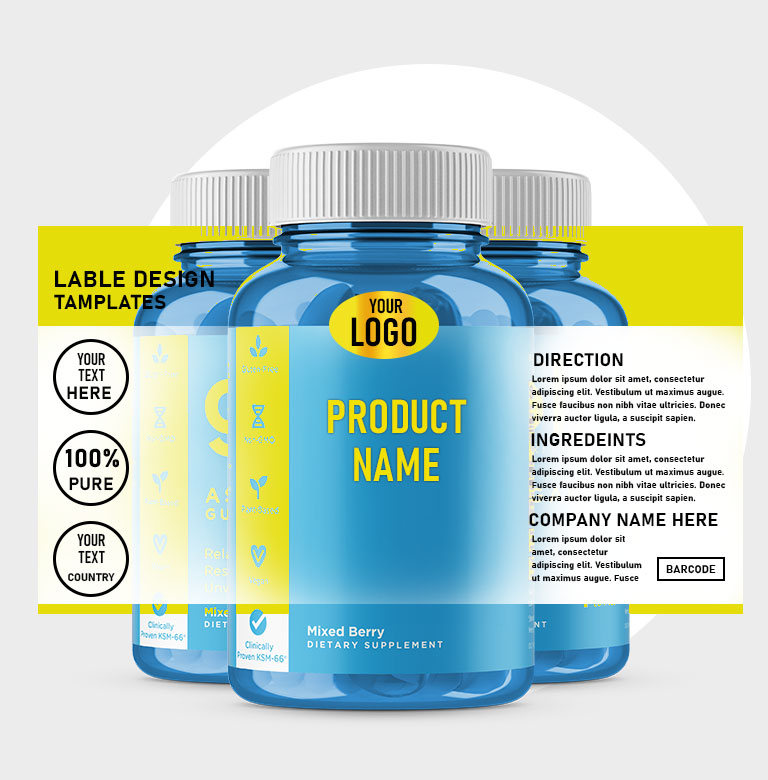 LABLE DESIGN
TAMPLATES
YOUR
TEXT
HERE
100%
PURE
YOUR
TEXT
COUNTRY
YOUR
LOGO
PRODUCT
NAME
Mixed Berry
DIETARY SUPPLEMENT
Clinically
Proven KSM-66®
Clinically
Proven KSM-66®
DIRECTION
Lorem ipsum dolor sit amet, consectetur
adipiscing elit. Vestibulum ut maximus augue.
Fusce faucibus non nibh vitae ultricies. Donec
viverra auctor ligula, a suscipit sapien.
INGREDEINTS
Lorem ipsum dolor sit amet, consectetur
adipiscing elit. Vestibulum ut maximus augue.
Fusce faucibus non nibh vitae ultricies. Donec
viverra auctor ligula, a suscipit sapien.
COMPANY NAME HERE
Lorem ipsum dolor sit
amet, consectetur
adipiscing elit. Vestibulum
ut maximus augue. Fusce
BARCODE